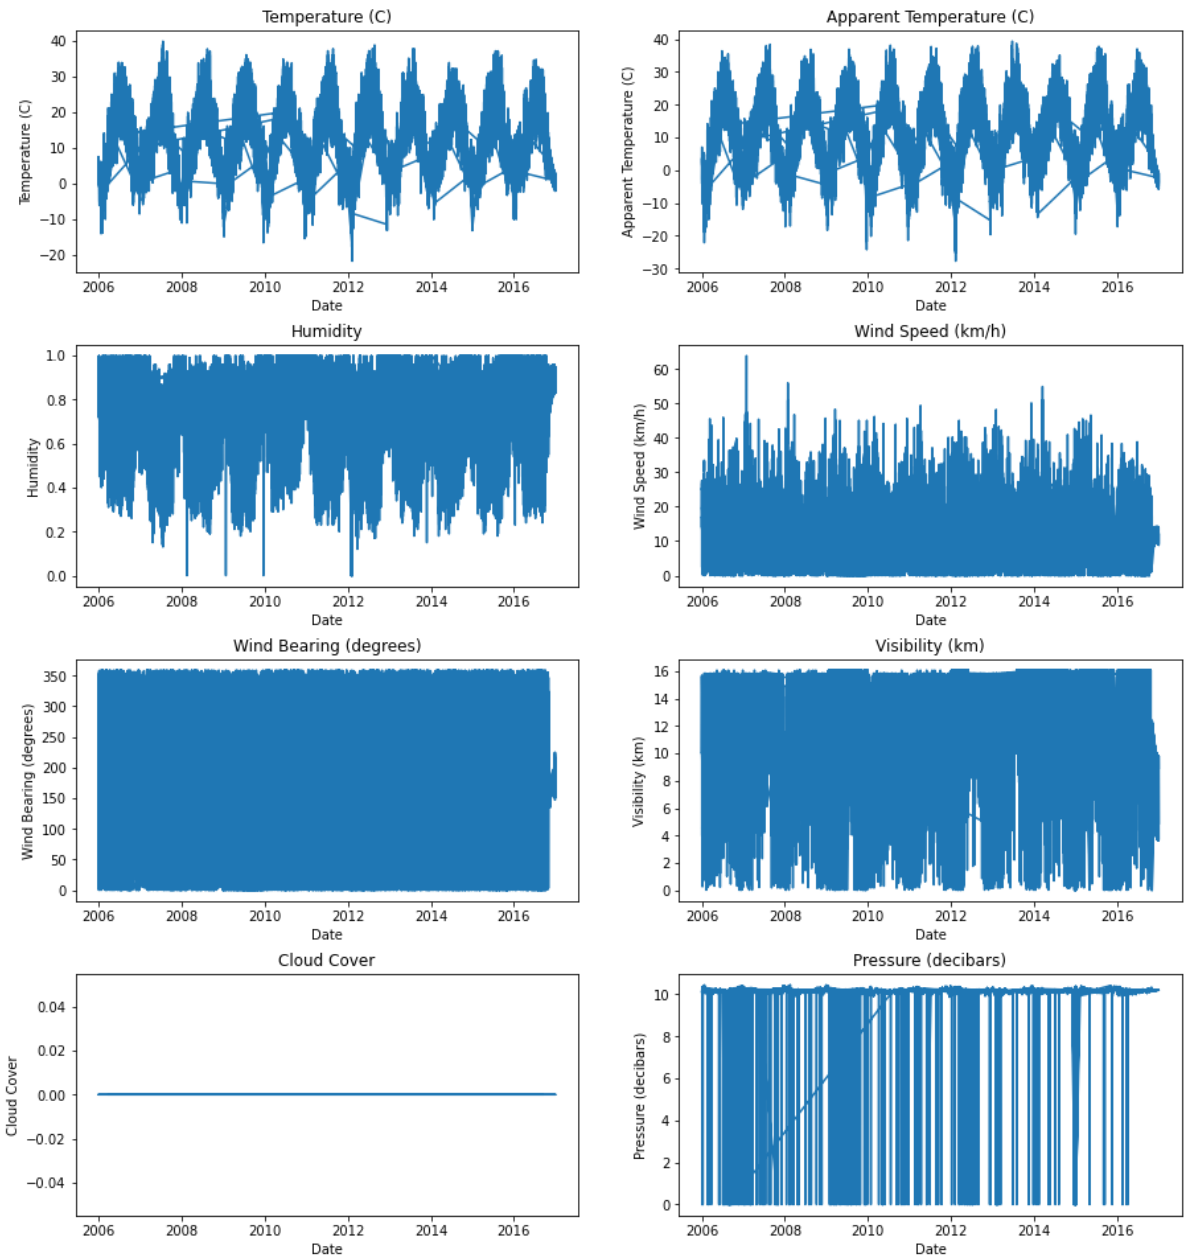 Temperature (C)
Temperature (C)
40
30
20
10
0
−10
−20
2006 2008 2010 2012 2014 2016
Date
Apparent Temperature (C)
Apparent Temperature (C)
40
30
20
10
0
−10
−20
−30
2006 2008 2010 2012 2014 2016
Date
Humidity
Humidity
1.0
0.8
0.6
0.4
0.2
0.0
2006 2008 2010 2012 2014 2016
Date
Wind Speed (km/h)
Wind Speed (km/h)
60
50
40
30
20
10
0
2006 2008 2010 2012 2014 2016
Date
Wind Bearing (degrees)
Wind Bearing (degrees)
350
300
250
200
150
100
50
0
2006 2008 2010 2012 2014 2016
Date
Visibility (km)
Visibility (km)
16
14
12
10
8
6
4
2
0
2006 2008 2010 2012 2014 2016
Date
Cloud Cover
Cloud Cover
0.04
0.02
0.00
−0.02
−0.04
2006 2008 2010 2012 2014 2016
Date
Pressure (decibars)
Pressure (decibars)
10
8
6
4
2
0
2006 2008 2010 2012 2014 2016
Date